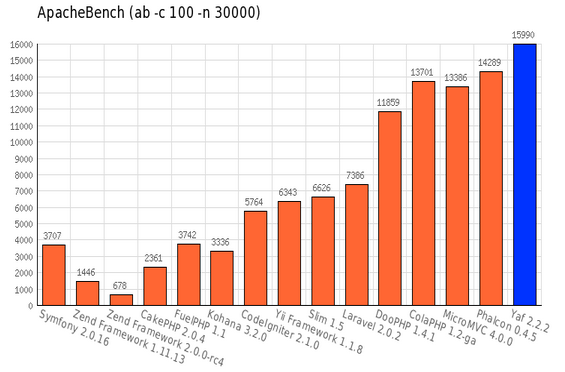 ApacheBench (ab -c 100 -n 30000)
16000
15000
14000
13000
12000
11000
10000
9000
8000
7000
6000
5000
4000
3000
2000
1000
0
3707
1446
678
2361
3742
3336
5764
6343
6626
7386
11859
13701
13386
14289
15990
Symfony 2.0.16
Zend Framework 1.11.13
Zend Framework 2.0.0-rc4
CakePHP 2.0.4
FuelPHP 1.1
Kohana 3.2.0
CodeIgniter 2.1.0
Yii Framework 1.1.8
Slim 1.5
Laravel 2.0.2
DooPHP 1.4.1
ColaPHP 1.2-ga
MicroMVC 4.0.0
Phalcon 0.4.5
Yaf 2.2.2